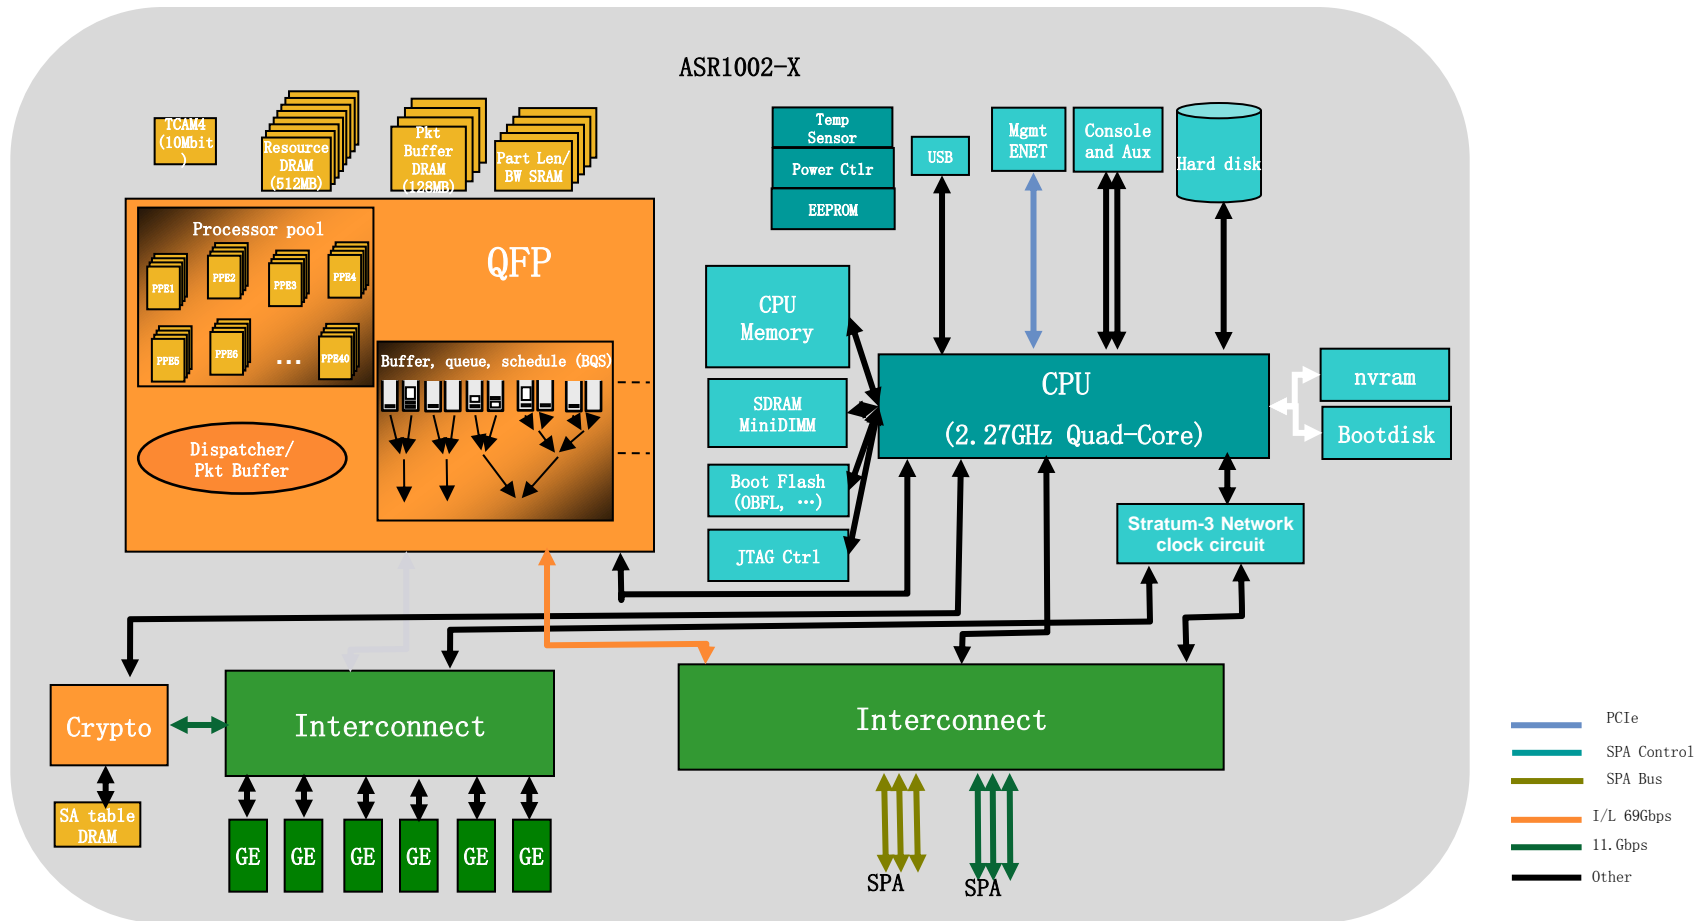 ASR1002-X
TCAM4
(10Mbit
)
Resource
DRAM
(512MB)
Pkt
Buffer
DRAM
(128MB)
Part Len/
BW SRAM
Temp
Sensor
Power Ctlr
EEPROM
USB
Mgmt
ENET
Console
and Aux
Hard disk
Processor pool
QFP
PPE1
PPE2
PPE3
PPE4
PPE5
PPE6
...
PPE40
Buffer, queue, schedule (BQS)
Dispatcher/
Pkt Buffer
CPU
Memory
SDRAM
MiniDIMM
Boot Flash
(OBFL, …)
JTAG Ctrl
CPU
(2.27GHz Quad-Core)
nvram
Bootdisk
Stratum-3 Network
clock circuit
Crypto
Interconnect
Interconnect
SA table
DRAM
GE
GE
GE
GE
GE
GE
SPA
SPA
PCIe
SPA Control
SPA Bus
I/L 69Gbps
11.Gbps
Other